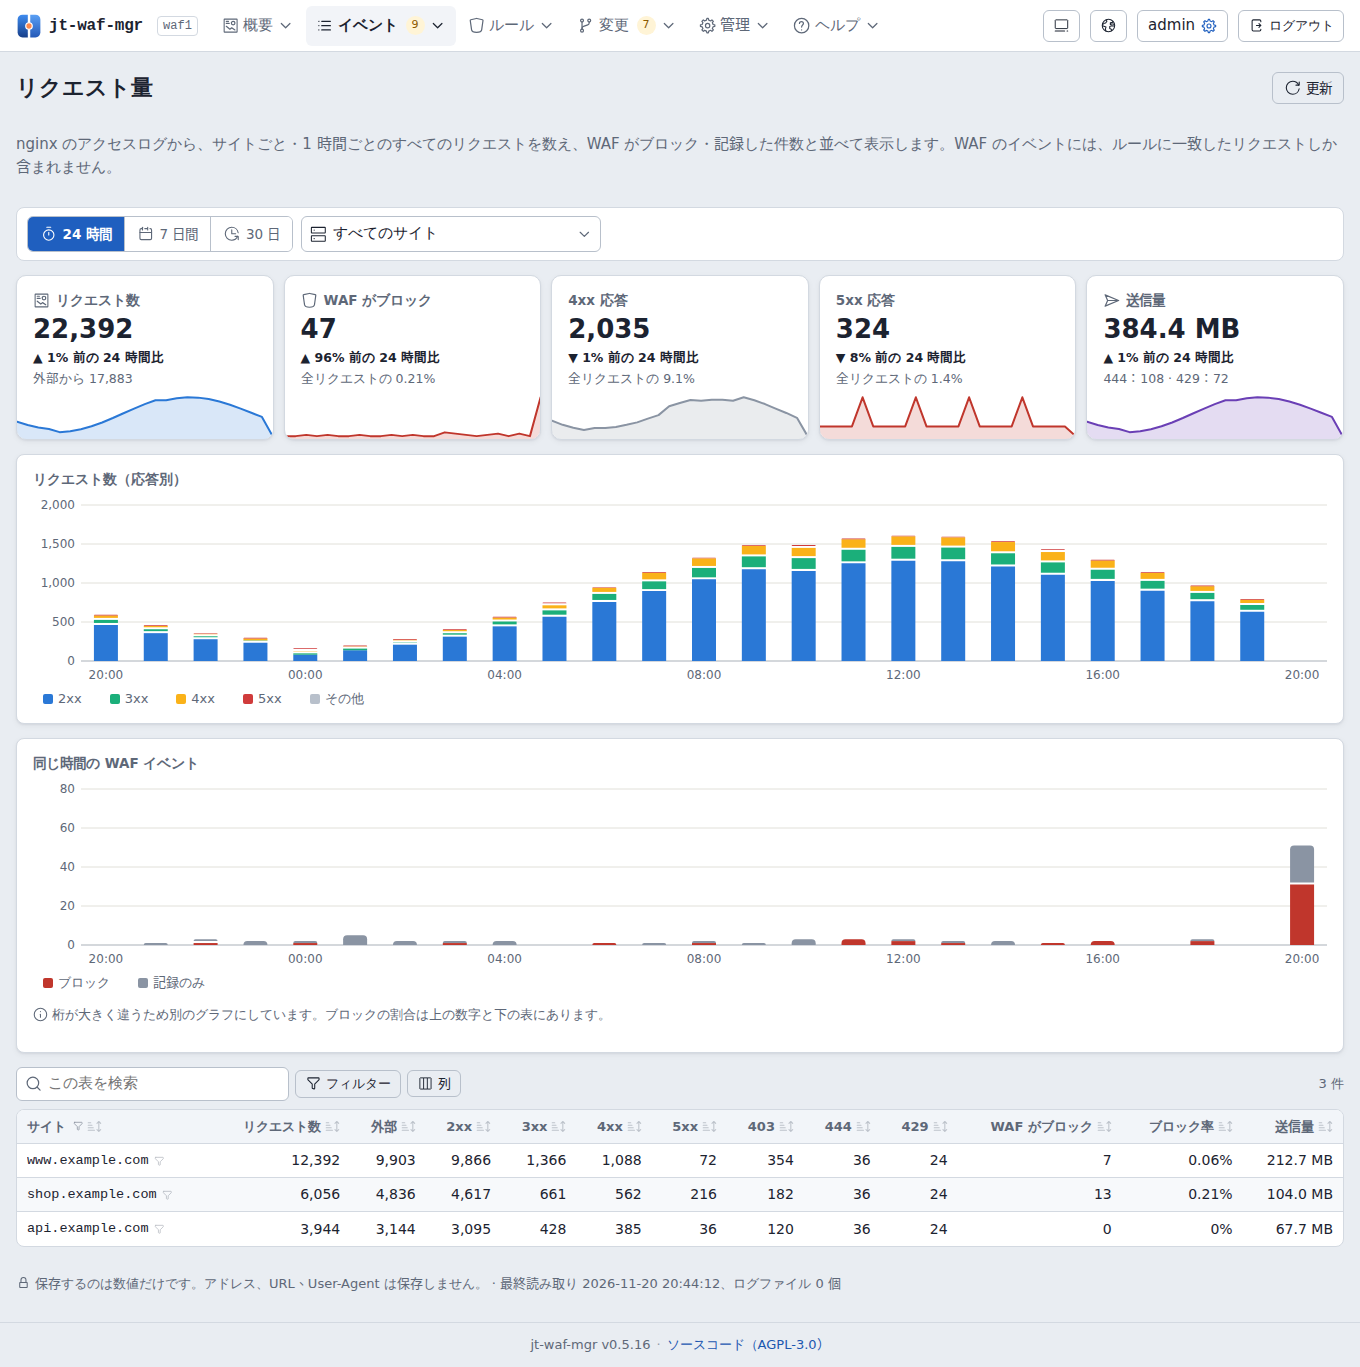 jt-waf-mgr waf1 概要 イベント 9 ルール 変更 7 管理 ヘルプ admin ログアウト
リクエスト量 更新
nginx のアクセスログから、サイトごと・1 時間ごとのすべてのリクエストを数え、WAF がブロック・記録した件数と並べて表示します。WAF のイベントには、ルールに一致したリクエストしか
含まれません。
24 時間 7 日間 30 日 すべてのサイト
リクエスト数 WAF がブロック 4xx 応答 5xx 応答 送信量
22,392 47 2,035 324 384.4 MB
▲ 1% 前の 24 時間比 ▲ 96% 前の 24 時間比 ▼ 1% 前の 24 時間比 ▼ 8% 前の 24 時間比 ▲ 1% 前の 24 時間比
外部から 17,883 全リクエストの 0.21% 全リクエストの 9.1% 全リクエストの 1.4% 444：108 · 429：72
リクエスト数（応答別）
2,000
1,500
1,000
500
0
20:00 00:00 04:00 08:00 12:00 16:00 20:00
2xx 3xx 4xx 5xx その他
同じ時間の WAF イベント
80
60
40
20
0
20:00 00:00 04:00 08:00 12:00 16:00 20:00
ブロック 記録のみ
桁が大きく違うため別のグラフにしています。ブロックの割合は上の数字と下の表にあります。
この表を検索 フィルター 列 3 件
サイト リクエスト数 外部 2xx 3xx 4xx 5xx 403 444 429 WAF がブロック ブロック率 送信量
www.example.com 12,392 9,903 9,866 1,366 1,088 72 354 36 24 7 0.06% 212.7 MB
shop.example.com 6,056 4,836 4,617 661 562 216 182 36 24 13 0.21% 104.0 MB
api.example.com 3,944 3,144 3,095 428 385 36 120 36 24 0 0% 67.7 MB
保存するのは数値だけです。アドレス、URL、User-Agent は保存しません。 · 最終読み取り 2026-11-20 20:44:12、ログファイル 0 個
jt-waf-mgr v0.5.16 · ソースコード（AGPL-3.0）